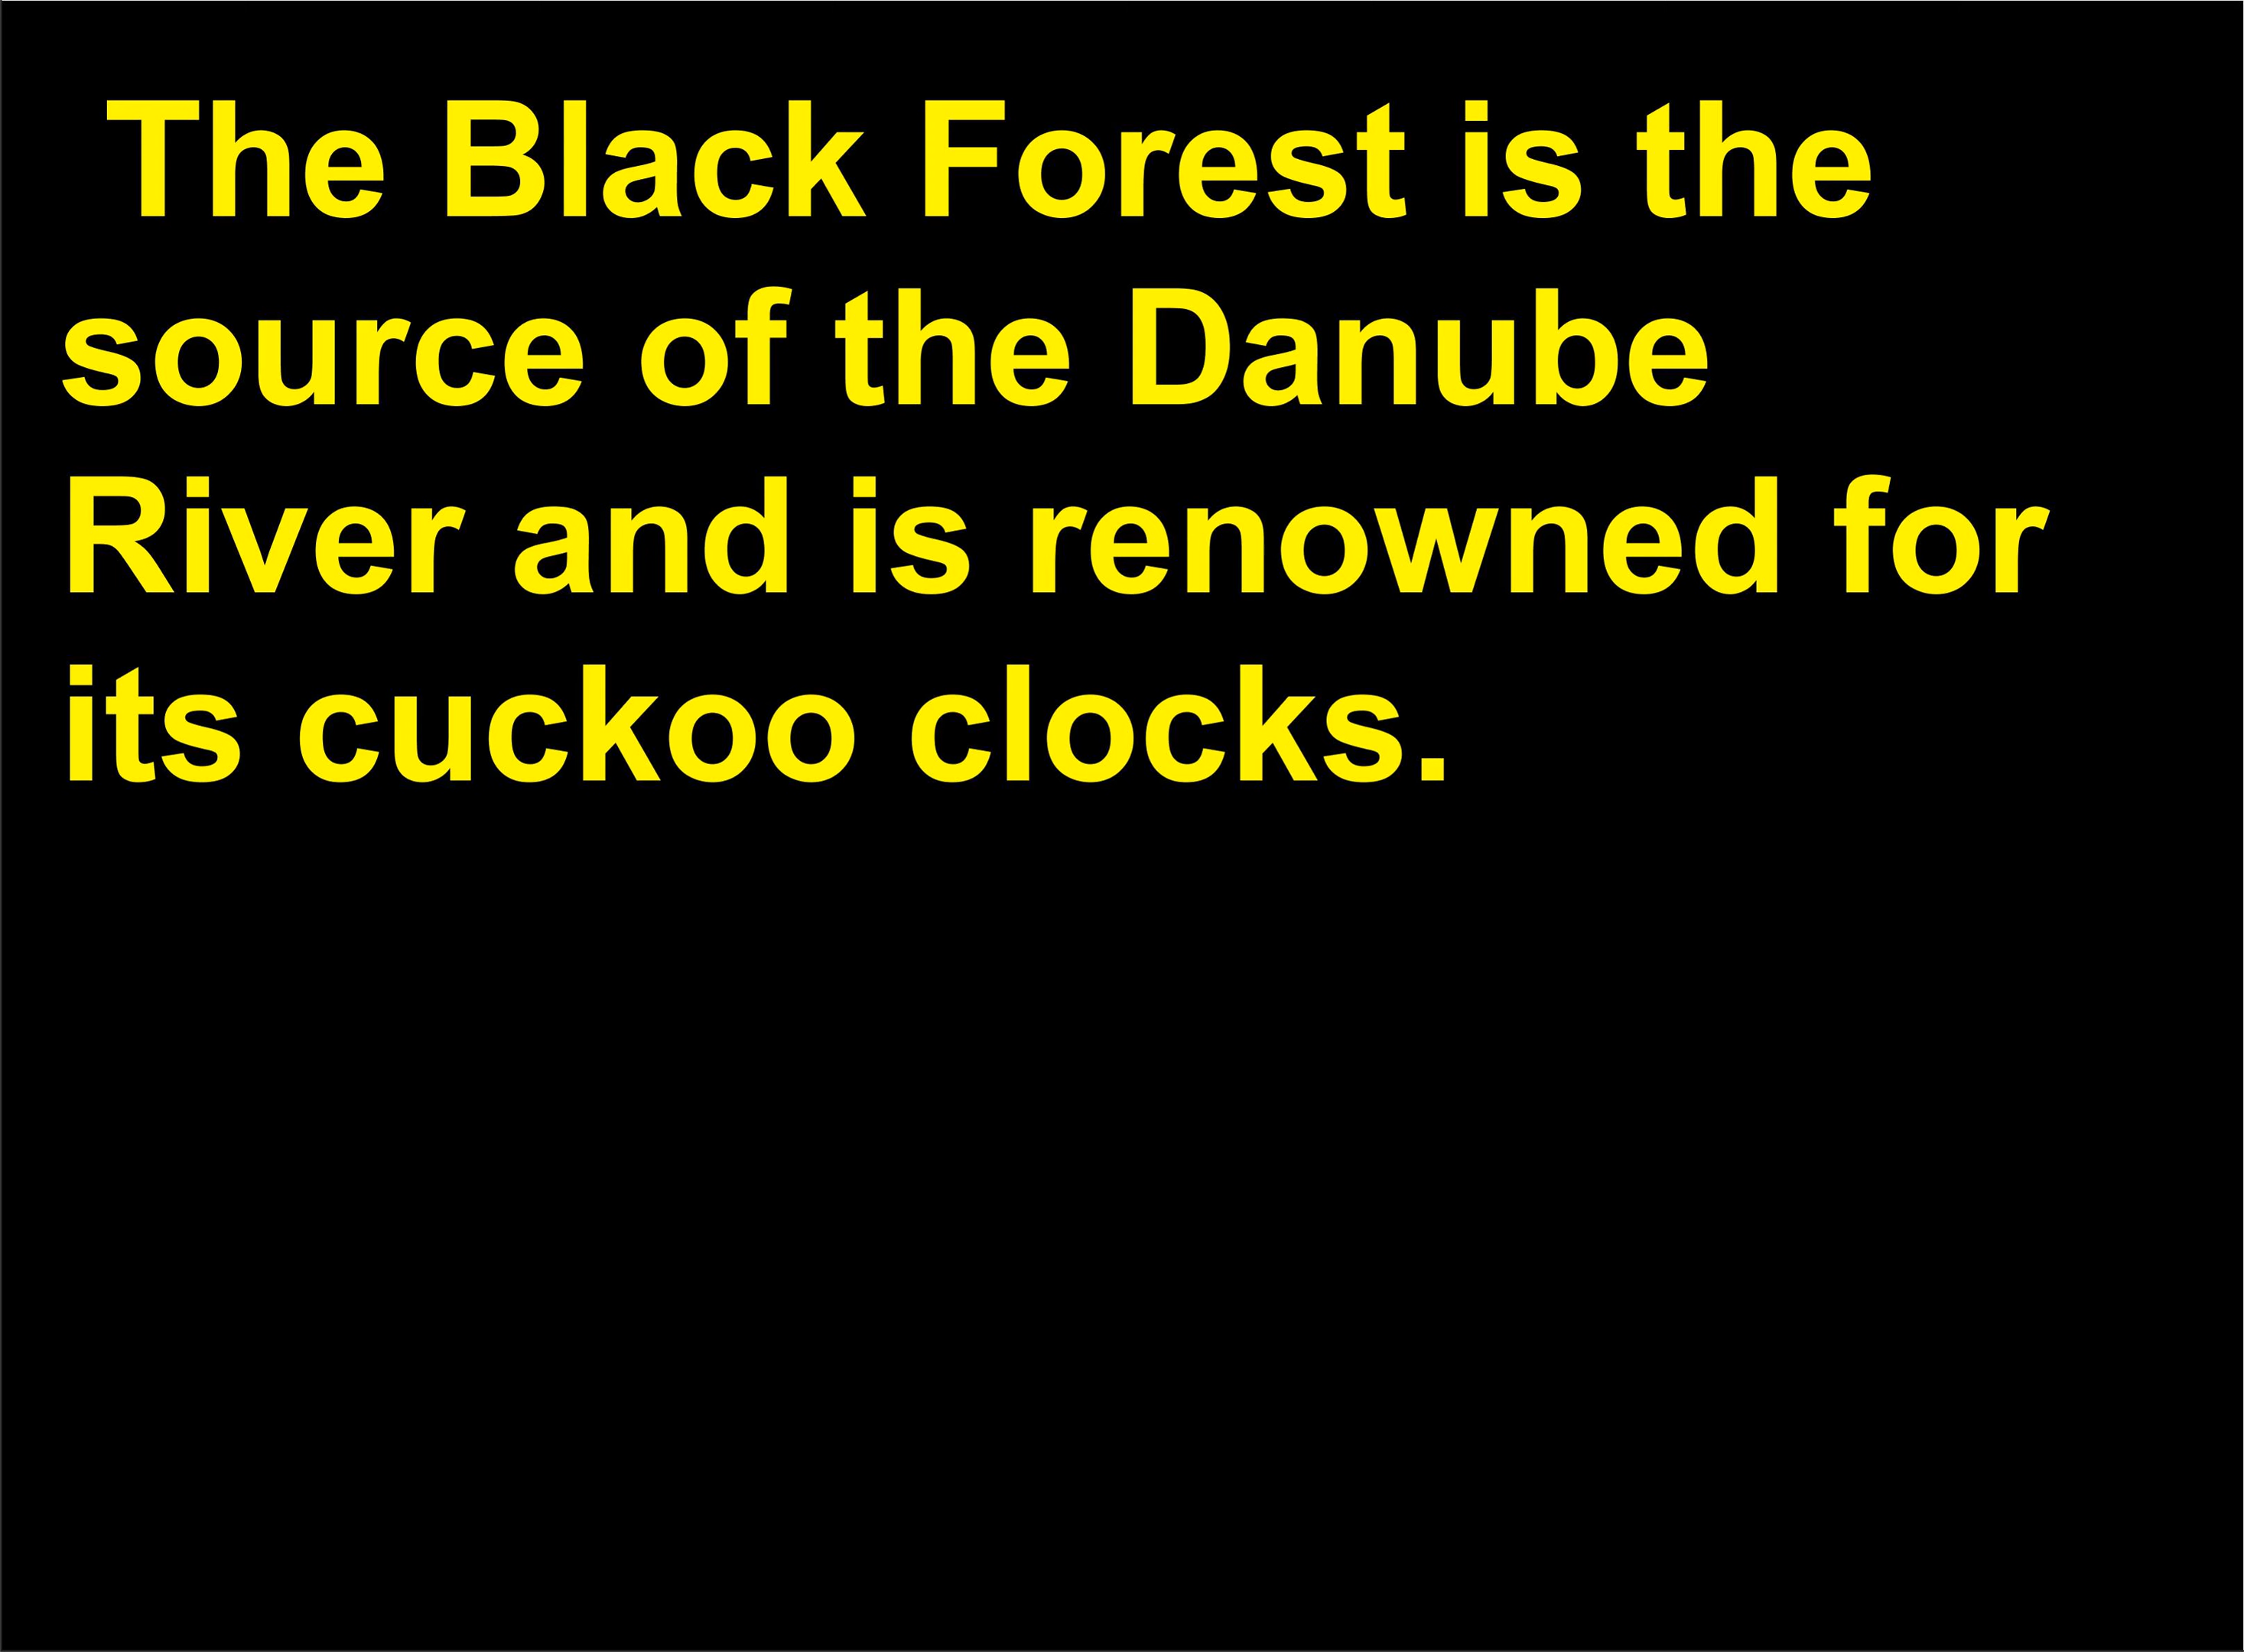 The Black Forest is the
source of the Danube
River and is renowned for
its cuckoo clocks.